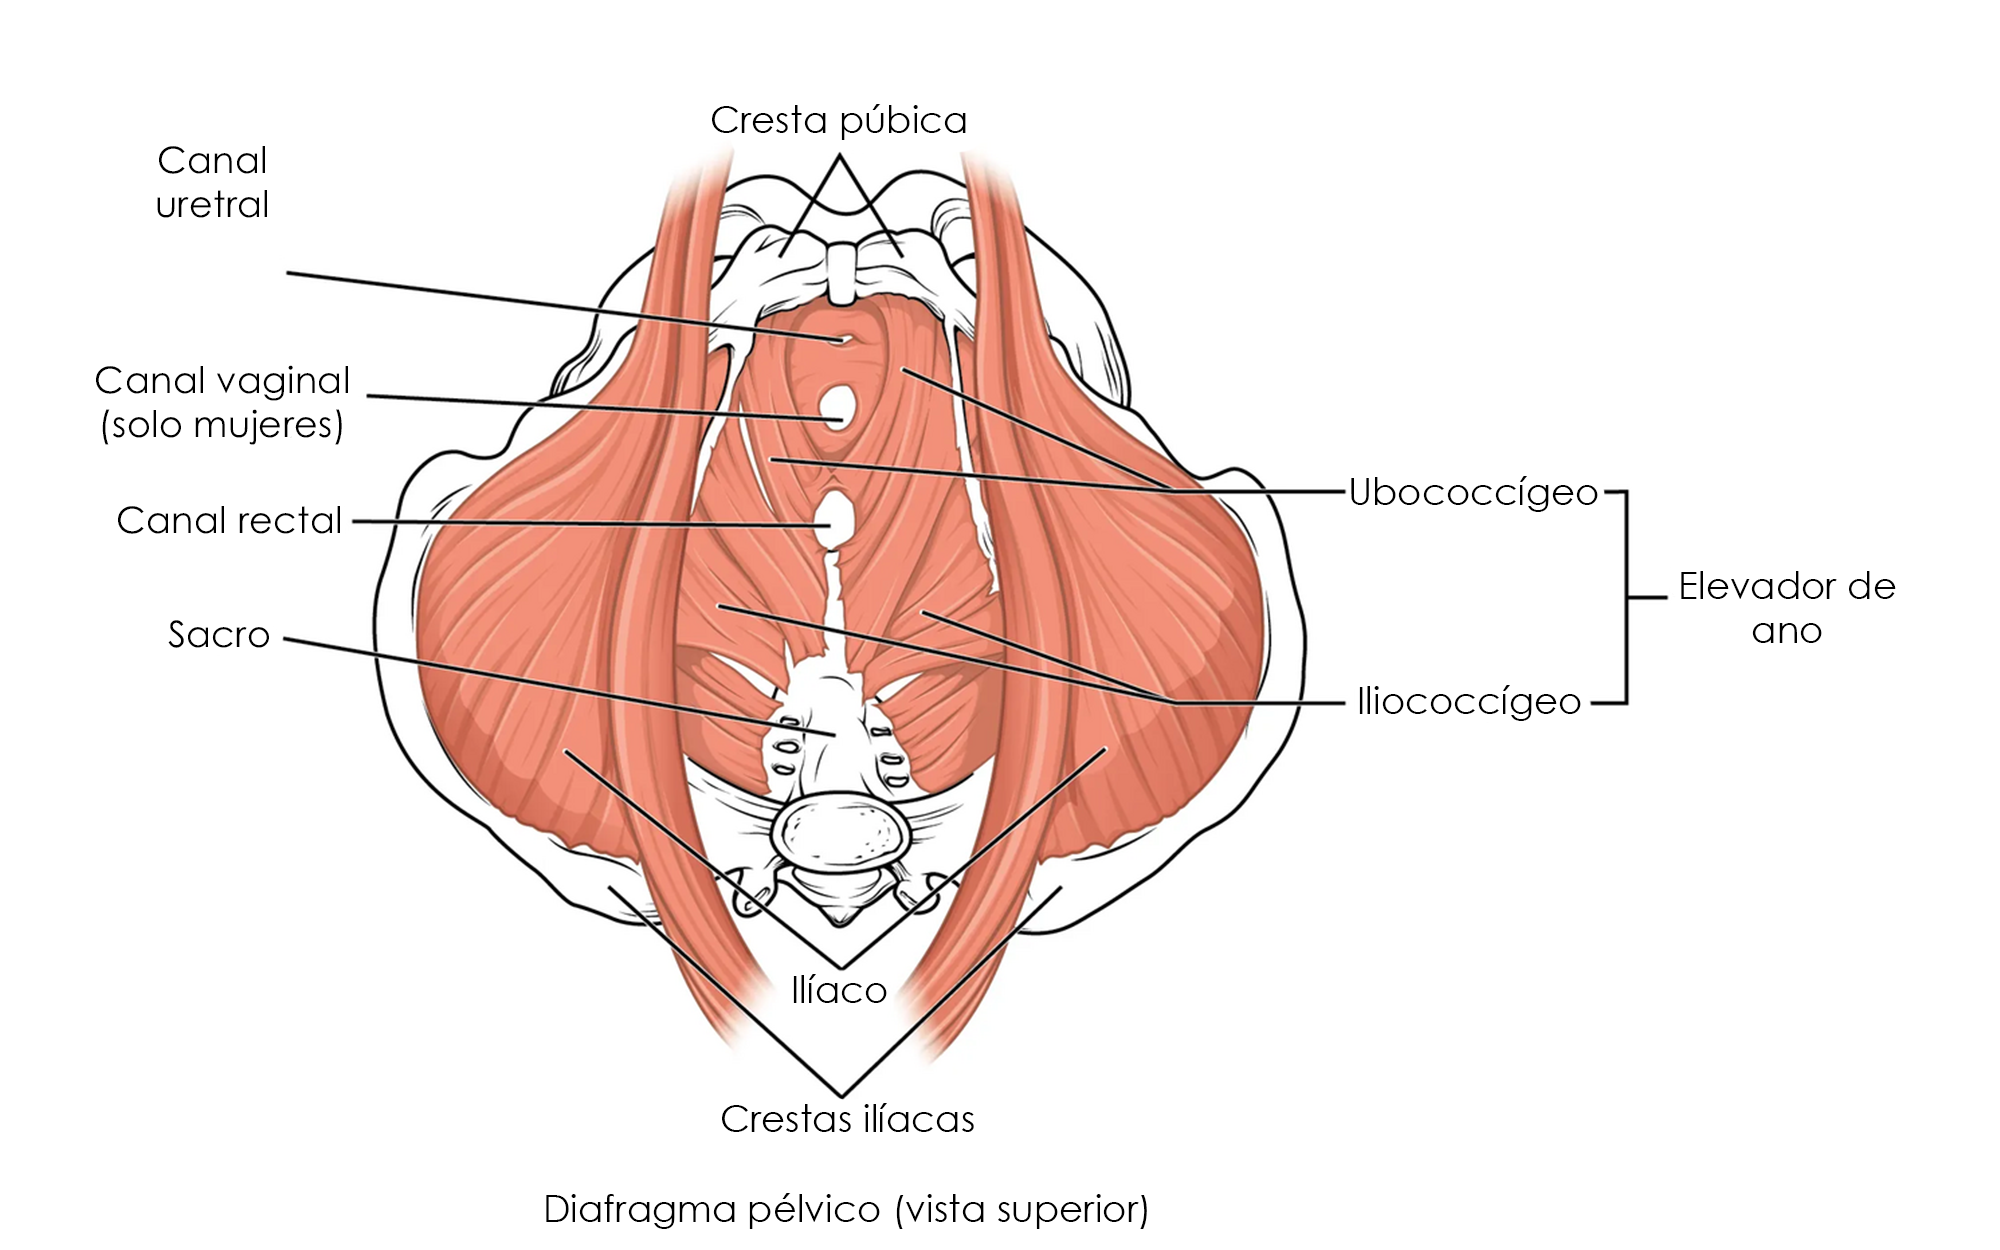 Cresta púbica
Canal
uretral
Canal vaginal
(solo mujeres)
Canal rectal
Sacro
Ubococcígeo
Elevador de
ano
Iliococcígeo
Ilíaco
Crestas ilíacas
Diafragma pélvico (vista superior)